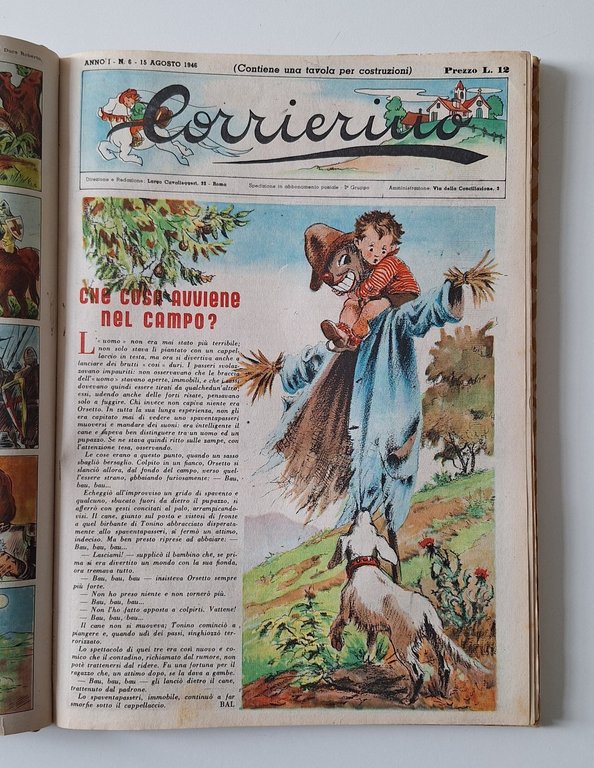 Duca Roberto,
ANNO I - N. 6 - 15 AGOSTO 1946
(Contiene una tavola per costruzioni)
Prezzo L. 12
Corrierino
Direzione e Redazione: Largo Cavalleggeri, 33 - Roma
Spedizione in abbonamento postale - 2° Gruppo
Amministrazione: Via della Conciliazione, 3
CHE COSA AVVIENE
NEL CAMPO?
L'« uomo » non era mai stato più terribile;
non solo stava lì piantato con un cappel-
laccio in testa, ma ora si divertiva anche a
lanciare dei brutti « cosi » duri. I passeri svolaz-
zavano impauriti: non osservavano che le braccia
dell'« uomo » stavano aperte, immobili, e che
dovevano quindi essere tirati da qualchedun'altro
essi, udendo anche delle forti risate, pensavano
solo a fuggire. Chi invece non capiva niente era
Orsetto. In tutta la sua lunga esperienza, non gli
era capitato mai di vedere uno spaventapasseri
muoversi e mandare dei suoni: era intelligente il
cane e sapeva ben distinguere tra un uomo ed un
pupazzo. Se ne stava quindi ritto sulle zampe, con
l'attenzione tesa, osservando.
Le cose erano a questo punto, quando un sasso
sbagliò bersaglio. Colpito in un fianco, Orsetto si
slanciò allora, dal fondo del campo, verso quel-
l'essere strano, abbaiando furiosamente: — Bau,
bau, bau...
Echeggiò all'improvviso un grido di spavento e
qualcuno, sbucato fuori da dietro il pupazzo, si
afferrò con gesti concitati al palo, arrampicando-
visi. Il cane, giunto sul posto e vistosi di fronte
a quel birbante di Tonino abbracciato disperata-
mente allo spaventapasseri, si fermò un attimo,
indeciso. Ma ben presto riprese ad abbaiare: —
Bau, bau, bau...
— Lasciami! — supplicò il bambino che, se pri-
ma si era divertito un mondo con la sua fionda,
ora tremava tutto.
— Bau, bau, bau — insisteva Orsetto sempre
più forte.
— Non ho preso niente e non tornerò più.
— Bau, bau, bau...
— Non l'ho fatto apposta a colpirti. Vattene!
— Bau, bau, bau...
Il cane non si muoveva; Tonino cominciò a
piangere e, quando udì dei passi, singhiozzò ter-
rorizzato.
Lo spettacolo di quei tre era così nuovo e co-
mico che il contadino, richiamato dal rumore, non
potè trattenersi dal ridere. Fu una fortuna per il
ragazzo che, un attimo dopo, se la dava a gambe.
— Bau, bau, bau — gli lanciò dietro il cane,
trattenuto dal padrone.
Lo spaventapasseri, immobile, continuò a far
smorfie sotto il cappellaccio. BAL